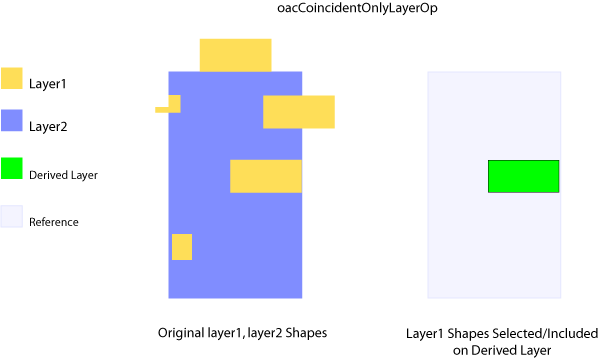 oacCoincidentOnlyLayerOp
Layer1
Layer2
Derived Layer
Reference
Original layer1, layer2 Shapes
Layer1 Shapes Selected/Included
on Derived Layer